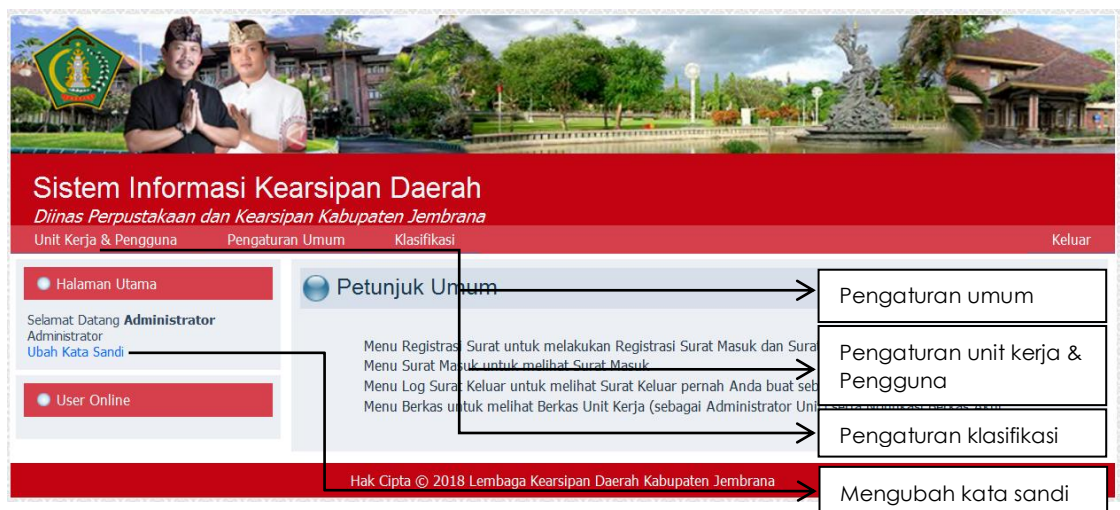 Sistem Informasi Kearsipan Daerah
Diinas Perpustakaan dan Kearsipan Kabupaten Jembrana
Unit Kerja & Pengguna Pengaturan Umum Klasifikasi Keluar
Halaman Utama
Selamat Datang Administrator
Administrator
Ubah Kata Sandi
User Online
Petunjuk Umum
Menu Registrasi Surat untuk melakukan Registrasi Surat Masuk dan Surat
Menu Surat Masuk untuk melihat Surat Masuk
Menu Log Surat Keluar untuk melihat Surat Keluar pernah Anda buat seb
Menu Berkas untuk melihat Berkas Unit Kerja (sebagai Administrator Uni
Pengaturan umum
Pengaturan unit kerja &
Pengguna
Pengaturan klasifikasi
Mengubah kata sandi
Hak Cipta © 2018 Lembaga Kearsipan Daerah Kabupaten Jembrana